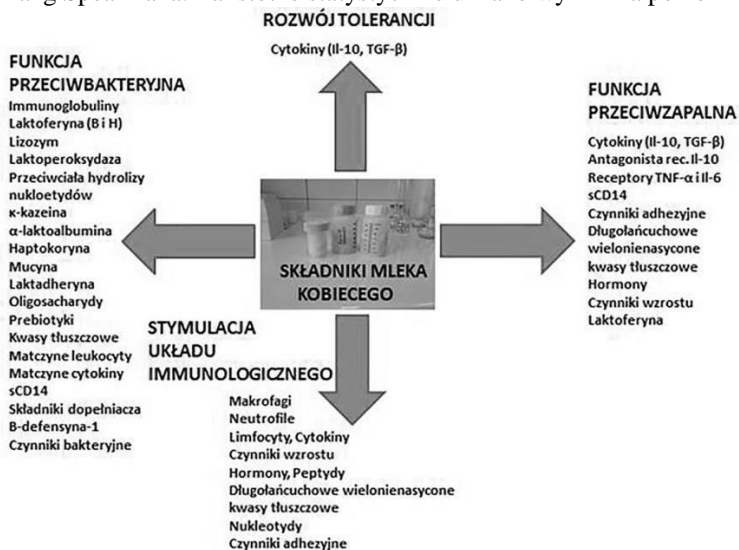 ROZWÓJ TOLERANCJI
Cytokiny (Il-10, TGF-β)
FUNKCJA
PRZECIWBAKTERYJNA
Immunoglobuliny
Laktoferyna (B i H)
Lizozym
Laktoperoksydaza
Przeciwciała hydrolizy
nukloetydów
κ-kazeina
α-laktoalbumina
Haptokoryna
Mucyna
Laktadheryna
Oligosacharydy
Prebiotyki
Kwasy tłuszczowe
Matczyne leukocyty
Matczyne cytokiny
sCD14
Składniki dopełniacza
B-defensyna-1
Czynniki bakteryjne
SKŁADNIKI MLEKA
KOBIECEGO
FUNKCJA
PRZECIWZAPALNA
Cytokiny (Il-10, TGF-β)
Antagonista rec. Il-10
Receptory TNF-α i Il-6
sCD14
Czynniki adhezyjne
Długołańcuchowe
wielonienasycone
kwasy tłuszczowe
Hormony
Czynniki wzrostu
Laktoferyna
STYMULACJA
UKŁADU
IMMUNOLOGICZNEGO
Makrofagi
Neutrofile
Limfocyty, Cytokiny
Czynniki wzrostu
Hormony, Peptydy
Długołańcuchowe wielonienasycone
kwasy tłuszczowe
Nukleotydy
Czynniki adhezyjne